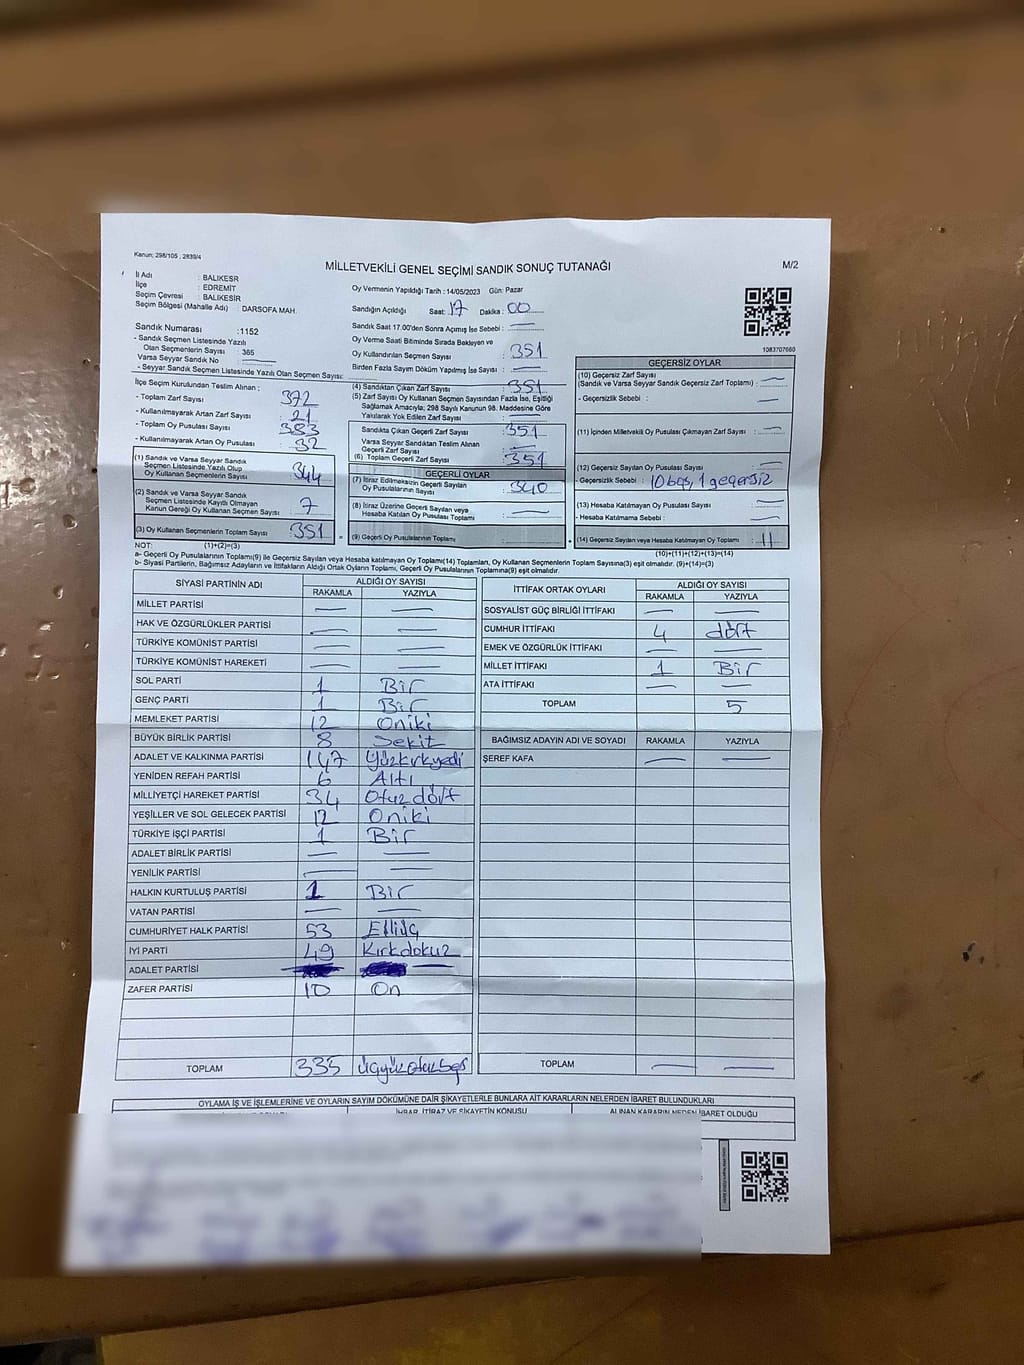 Kanun: 298/105 , 2839/4
MİLLETVEKİLİ GENEL SEÇİMİ SANDIK SONUÇ TUTANAĞI
M/2
İl Adı : BALIKESR
İlçe : EDREMİT
Seçim Çevresi : BALIKESİR
Seçim Bölgesi (Mahalle Adı) : DARSOFA MAH.
Sandık Numarası :1152
- Sandık Seçmen Listesinde Yazılı
Olan Seçmenlerin Sayısı : 365
Varsa Seyyar Sandık No
- Seyyar Sandık Seçmen Listesinde Yazılı Olan Seçmen Sayısı:
İlçe Seçim Kurulundan Teslim Alınan :
- Toplam Zarf Sayısı : 372
- Kullanılmayarak Artan Zarf Sayısı : 21
- Toplam Oy Pusulası : 383
- Kullanılmayarak Artan Oy Pusulası : 32
(1) Sandık ve Varsa Seyyar Sandık
Seçmen Listesinde Yazılı Olup
Oy Kullanan Seçmenlerin Sayısı : 344
(2) Sandık ve Varsa Seyyar Sandık
Seçmen Listesinde Kayıtlı Olmayan
Kanun Gereği Oy Kullanan Seçmen Sayısı : 7
(3) Oy Kullanan Seçmenlerin Toplam Sayısı : 351
Oy Vermenin Yapıldığı Tarih : 14/05/2023 Gün: Pazar
Sandığın Açıldığı Saat: 17 Dakika : 00
Sandık Saat 17.00'den Sonra Açımış İse Sebebi :
Oy Verme Saati Bitiminde Sırada Bekleyen ve
Oy Kullandırılan Seçmen Sayısı : 351
Birden Fazla Sayım Döküm Yapılmış İse Sayısı :
(4) Sandıktan Çıkan Zarf Sayısı : 351
(5) Zarf Sayısı Oy Kullanan Seçmen Sayısından Fazla İse, Eşitliği
Sağlamak Amacıyla; 298 Sayılı Kanunun 98. Maddesine Göre
Yakılarak Yok Edilen Zarf Sayısı :
Sandıkta Çıkan Geçerli Zarf Sayısı : 351
Varsa Seyyar Sandıktan Teslim Alınan
Geçerli Zarf Sayısı :
(6) Toplam Geçerli Zarf Sayısı : 351
GEÇERLİ OYLAR
(7) İtiraz Edilmeksizin Geçerli Sayılan
Oy Pusulalarının Sayısı : 340
(8) İtiraz Üzerine Geçerli Sayılan veya
Hesaba Katılan Oy Pusulası Toplamı :
(9) Geçerli Oy Pusulalarının Toplamı :
1083707660
GEÇERSİZ OYLAR
(10) Geçersiz Zarf Sayısı
(Sandık ve Varsa Seyyar Sandık Geçersiz Zarf Toplamı) :
- Geçersizlik Sebebi :
(11) İçinden Milletvekili Oy Pusulası Çıkmayan Zarf Sayısı :
(12) Geçersiz Sayılan Oy Pusulası Sayısı :
- Geçersizlik Sebebi : 10 boş, 1 geçersiz
(13) Hesaba Katılmayan Oy Pusulası Sayısı :
- Hesaba Katılmama Sebebi :
(14) Geçersiz Sayılan veya Hesaba Katılmayan Oy Toplamı : 11
NOT: (1)+(2)=(3)
(10)+(11)+(12)+(13)=(14)
a- Geçerli Oy Pusulalarının Toplamı(9) ile Geçersiz Sayılan veya Hesaba katılmayan Oy Toplamı(14) Toplamları, Oy Kullanan Seçmenlerin Toplam Sayısına(3) eşit olmalıdır. (9)+(14)=(3)
b- Siyasi Partilerin, Bağımsız Adayların ve İttifakların Aldığı Ortak Oyların Toplamı, Geçerli Oy Pusulalarının Toplamına(9) eşit olmalıdır.
SİYASİ PARTİNİN ADI ALDIĞI OY SAYISI
RAKAMLA YAZIYLA
MİLLET PARTİSİ
HAK VE ÖZGÜRLÜKLER PARTİSİ
TÜRKİYE KOMÜNİST PARTİSİ
TÜRKİYE KOMÜNİST HAREKETİ
SOL PARTİ 1 Bir
GENÇ PARTİ 1 Bir
MEMLEKET PARTİSİ 12 Oniki
BÜYÜK BİRLİK PARTİSİ 8 Sekiz
ADALET VE KALKINMA PARTİSİ 147 Yüzkırkyedi
YENİDEN REFAH PARTİSİ 6 Altı
MİLLİYETÇİ HAREKET PARTİSİ 34 Otuzdört
YEŞİLLER VE SOL GELECEK PARTİSİ 12 Oniki
TÜRKİYE İŞÇİ PARTİSİ 1 Bir
ADALET BİRLİK PARTİSİ
YENİLİK PARTİSİ
HALKIN KURTULUŞ PARTİSİ 1 Bir
VATAN PARTİSİ
CUMHURİYET HALK PARTİSİ 53 Elliüç
İYİ PARTİ 49 Kırkdokuz
ADALET PARTİSİ
ZAFER PARTİSİ 10 On
TOPLAM 335 üçyüzotuzbeş
İTTİFAK ORTAK OYLARI ALDIĞI OY SAYISI
RAKAMLA YAZIYLA
SOSYALİST GÜÇ BİRLİĞİ İTTİFAKI
CUMHUR İTTİFAKI 4 dört
EMEK VE ÖZGÜRLÜK İTTİFAKI
MİLLET İTTİFAKI 1 Bir
ATA İTTİFAKI
TOPLAM 5
BAĞIMSIZ ADAYIN ADI VE SOYADI RAKAMLA YAZIYLA
ŞEREF KAFA
TOPLAM
OYLAMA İŞ VE İŞLEMLERİNE VE OYLARIN SAYIM DÖKÜMÜNE DAİR ŞİKAYETLERLE BUNLARA AİT KARARLARIN NELERDEN İBARET BULUNDUKLARI
İHBAR, İTİRAZ VE ŞİKAYETİN KONUSU ALINAN KARARIN NEDEN İBARET OLDUĞU